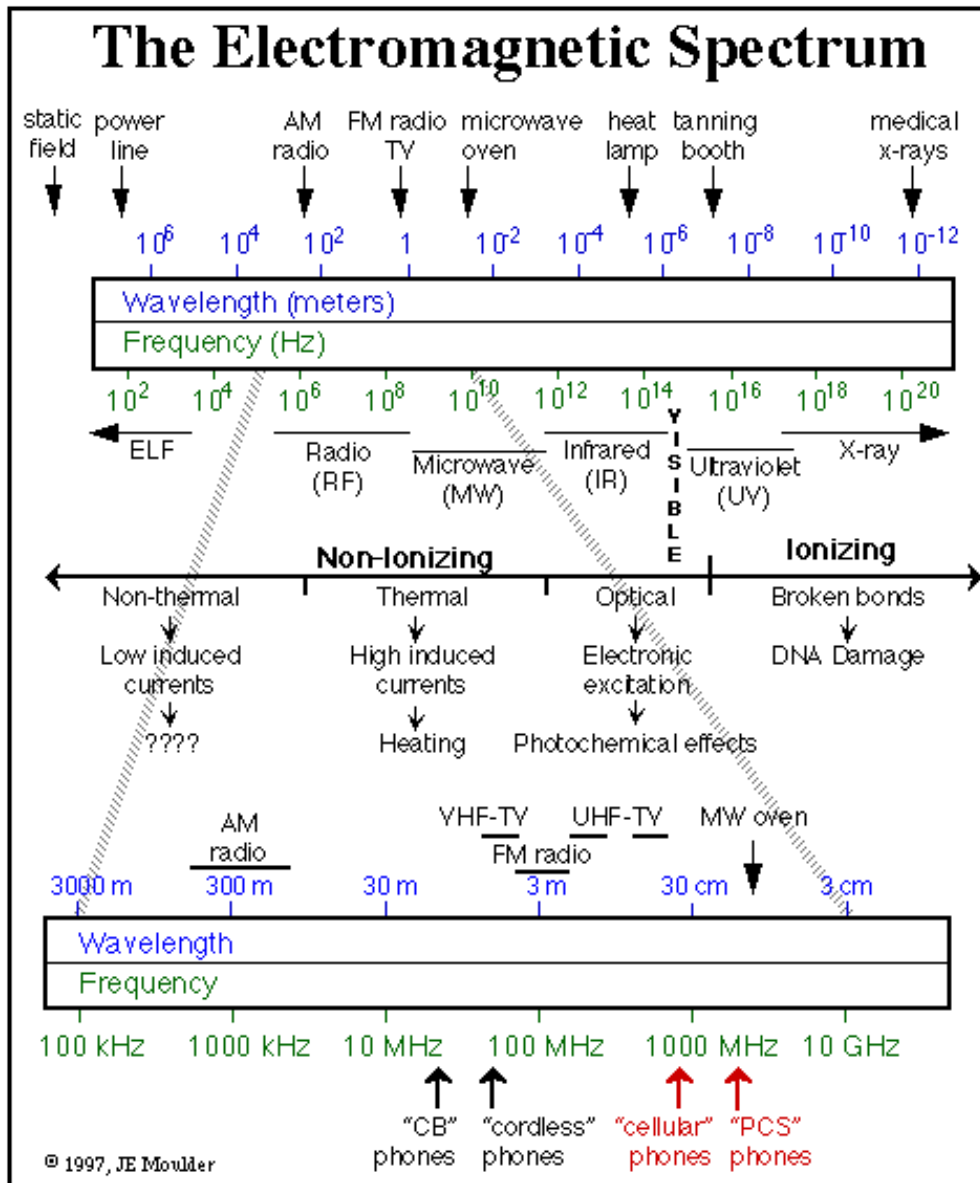 The Electromagnetic Spectrum
static field
power line
AM radio
FM radio TV
microwave oven
heat lamp
tanning booth
medical x-rays
10^6 10^4 10^2 1 10^-2 10^-4 10^-6 10^-8 10^-10 10^-12
Wavelength (meters)
Frequency (Hz)
10^2 10^4 10^6 10^8 10^10 10^12 10^14 10^16 10^18 10^20
ELF
Radio (RF)
Microwave (MW)
Infrared (IR)
VISIBLE
Ultraviolet (UV)
X-ray
Non-Ionizing
Ionizing
Non-thermal
Low induced currents
????
Thermal
High induced currents
Heating
Optical
Electronic excitation
Photochemical effects
Broken bonds
DNA Damage
AM radio
VHF-TV
FM radio
UHF-TV
MW oven
3000 m 300 m 30 m 3 m 30 cm 3 cm
Wavelength
Frequency
100 kHz 1000 kHz 10 MHz 100 MHz 1000 MHz 10 GHz
"CB" phones
"cordless" phones
"cellular" phones
"PCS" phones
© 1997, JE Moulder